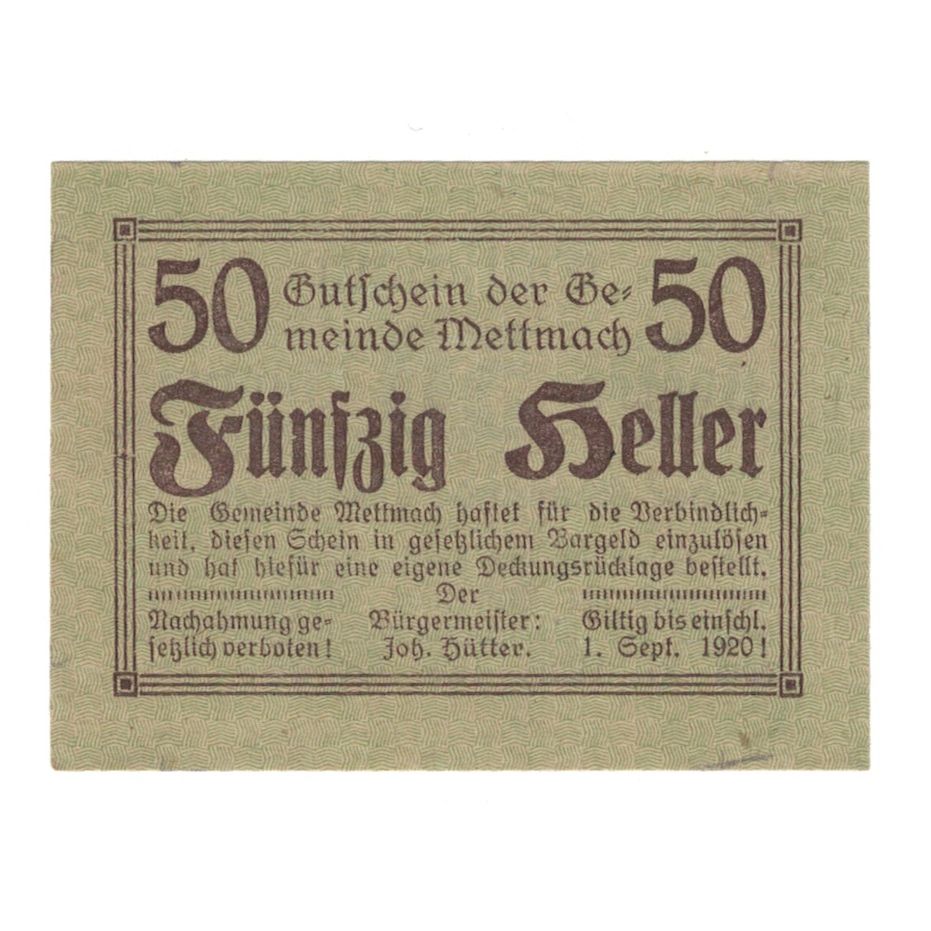 50 Gutschein der Ge- 50
meinde Mettmach
Fünfzig Heller
Die Gemeinde Mettmach haftet für die Verbindlich-
keit, diesen Schein in gesetzlichem Bargeld einzulösen
und hat hiefür eine eigene Deckungsrücklage bestellt.
Der
Nachahmung ge- Bürgermeister: Giltig bis einschl.
setzlich verboten! Joh. Hütter. 1. Sept. 1920!